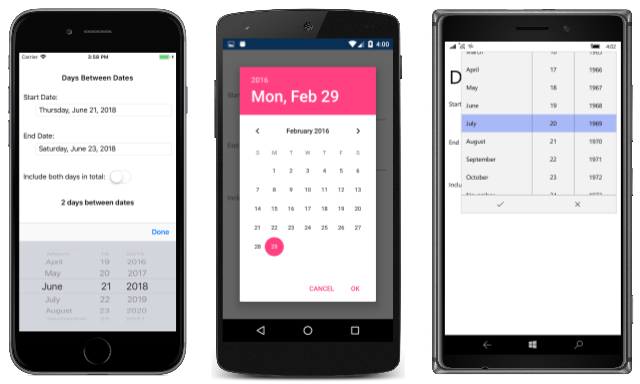 Carrier 3:58 PM
Days Between Dates
Start Date:
Thursday, June 21, 2018
End Date:
Saturday, June 23, 2018
Include both days in total:
2 days between dates
Done
April 19 2016
May 20 2017
June 21 2018
July 22 2019
August 23 2020
4:00
2016
Mon, Feb 29
February 2016
S M T W T F S
1 2 3 4 5 6
7 8 9 10 11 12 13
14 15 16 17 18 19 20
21 22 23 24 25 26 27
28 29
CANCEL OK
4:02
March 16 1965
April 17 1966
May 18 1967
June 19 1968
July 20 1969
August 21 1970
September 22 1971
October 23 1972
November 24 1973
D
Start
End
Inclu